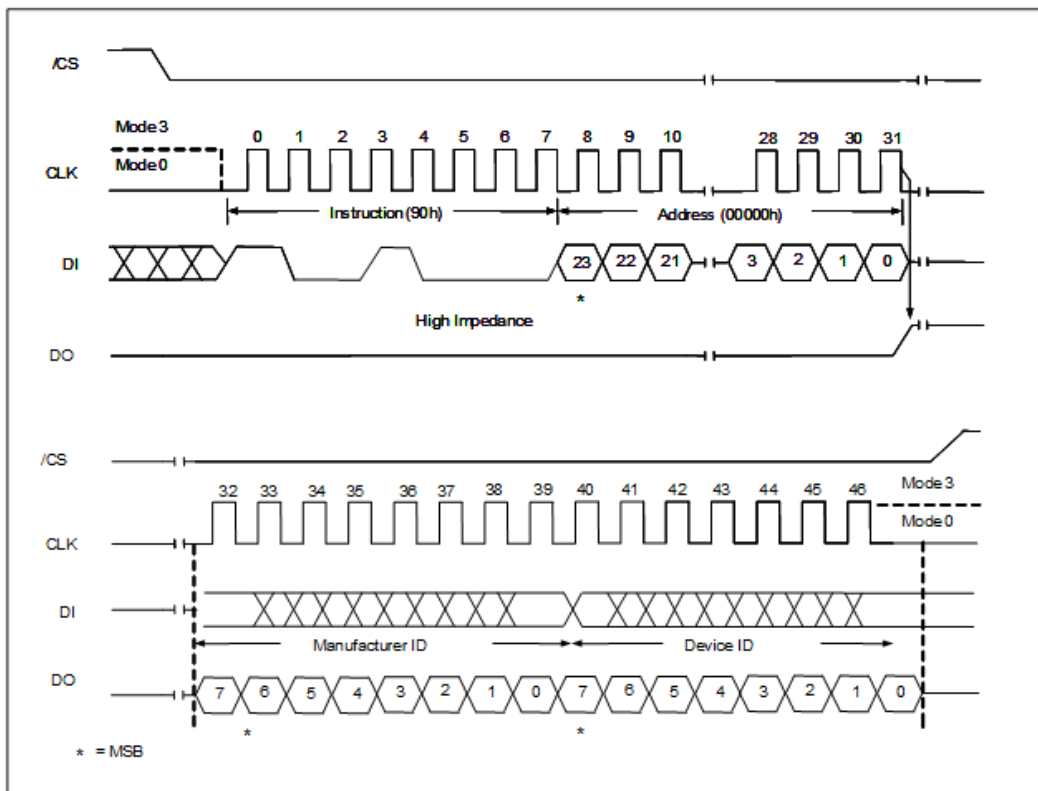 /CS
Mode 3
0 1 2 3 4 5 6 7 8 9 10 28 29 30 31
Mode 0
CLK
Instruction (90h)
Address (00000h)
DI
23 22 21 3 2 1 0
*
High Impedance
DO
/CS
32 33 34 35 36 37 38 39 40 41 42 43 44 45 46
Mode 3
Mode 0
CLK
DI
Manufacturer ID
Device ID
DO
7 6 5 4 3 2 1 0 7 6 5 4 3 2 1 0
* *
* = MSB